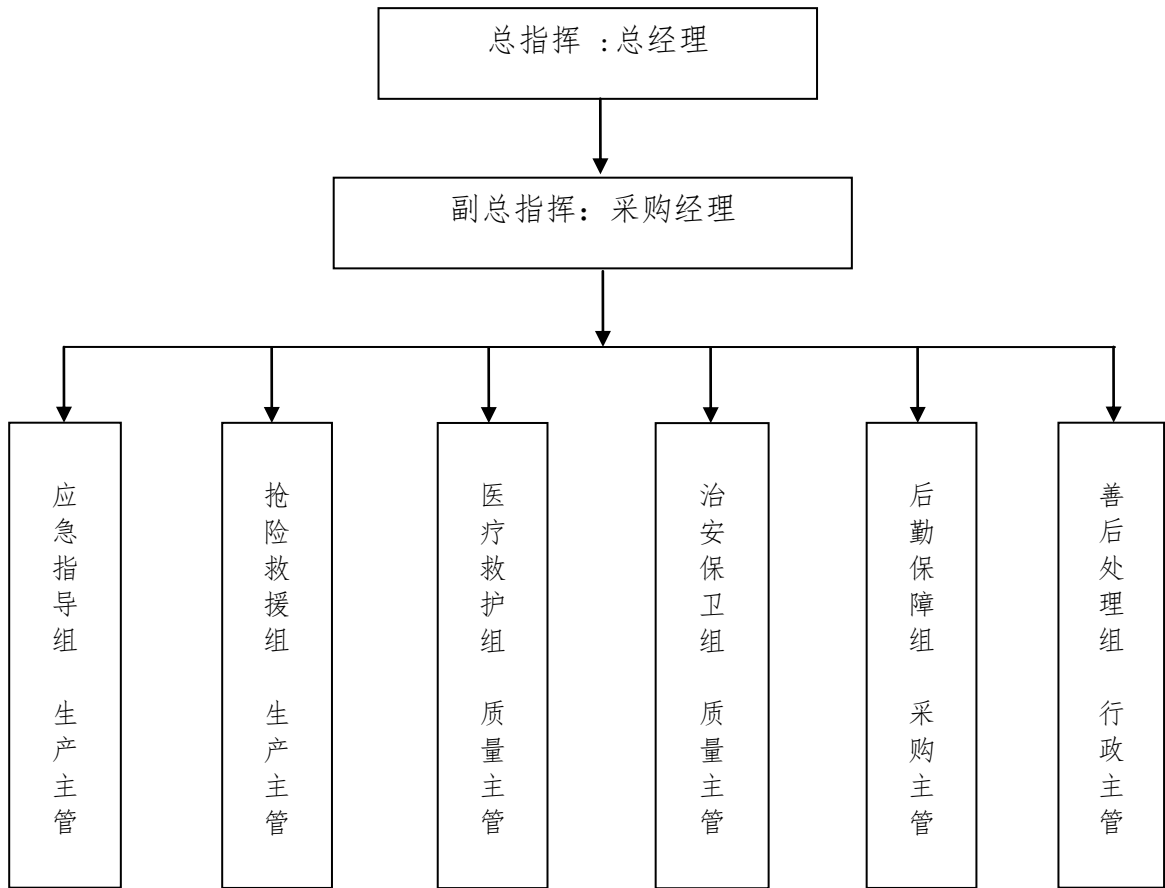 总指挥 :总经理
副总指挥：采购经理
应急指导组 生产主管
抢险救援组 生产主管
医疗救护组 质量主管
治安保卫组 质量主管
后勤保障组 采购主管
善后处理组 行政主管